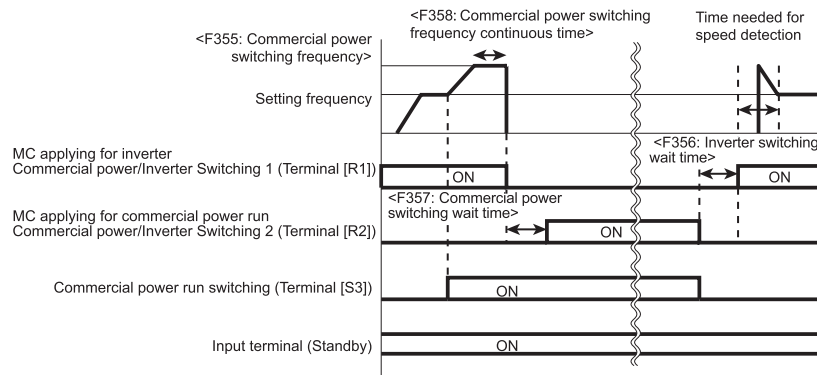 <F358: Commercial power switching
frequency continuous time>
Time needed for
speed detection
<F355: Commercial power
switching frequency>
Setting frequency
<F356: Inverter switching
wait time>
MC applying for inverter
Commercial power/Inverter Switching 1 (Terminal [R1])
ON
ON
<F357: Commercial power
switching wait time>
MC applying for commercial power run
Commercial power/Inverter Switching 2 (Terminal [R2])
ON
Commercial power run switching (Terminal [S3])
ON
Input terminal (Standby)
ON